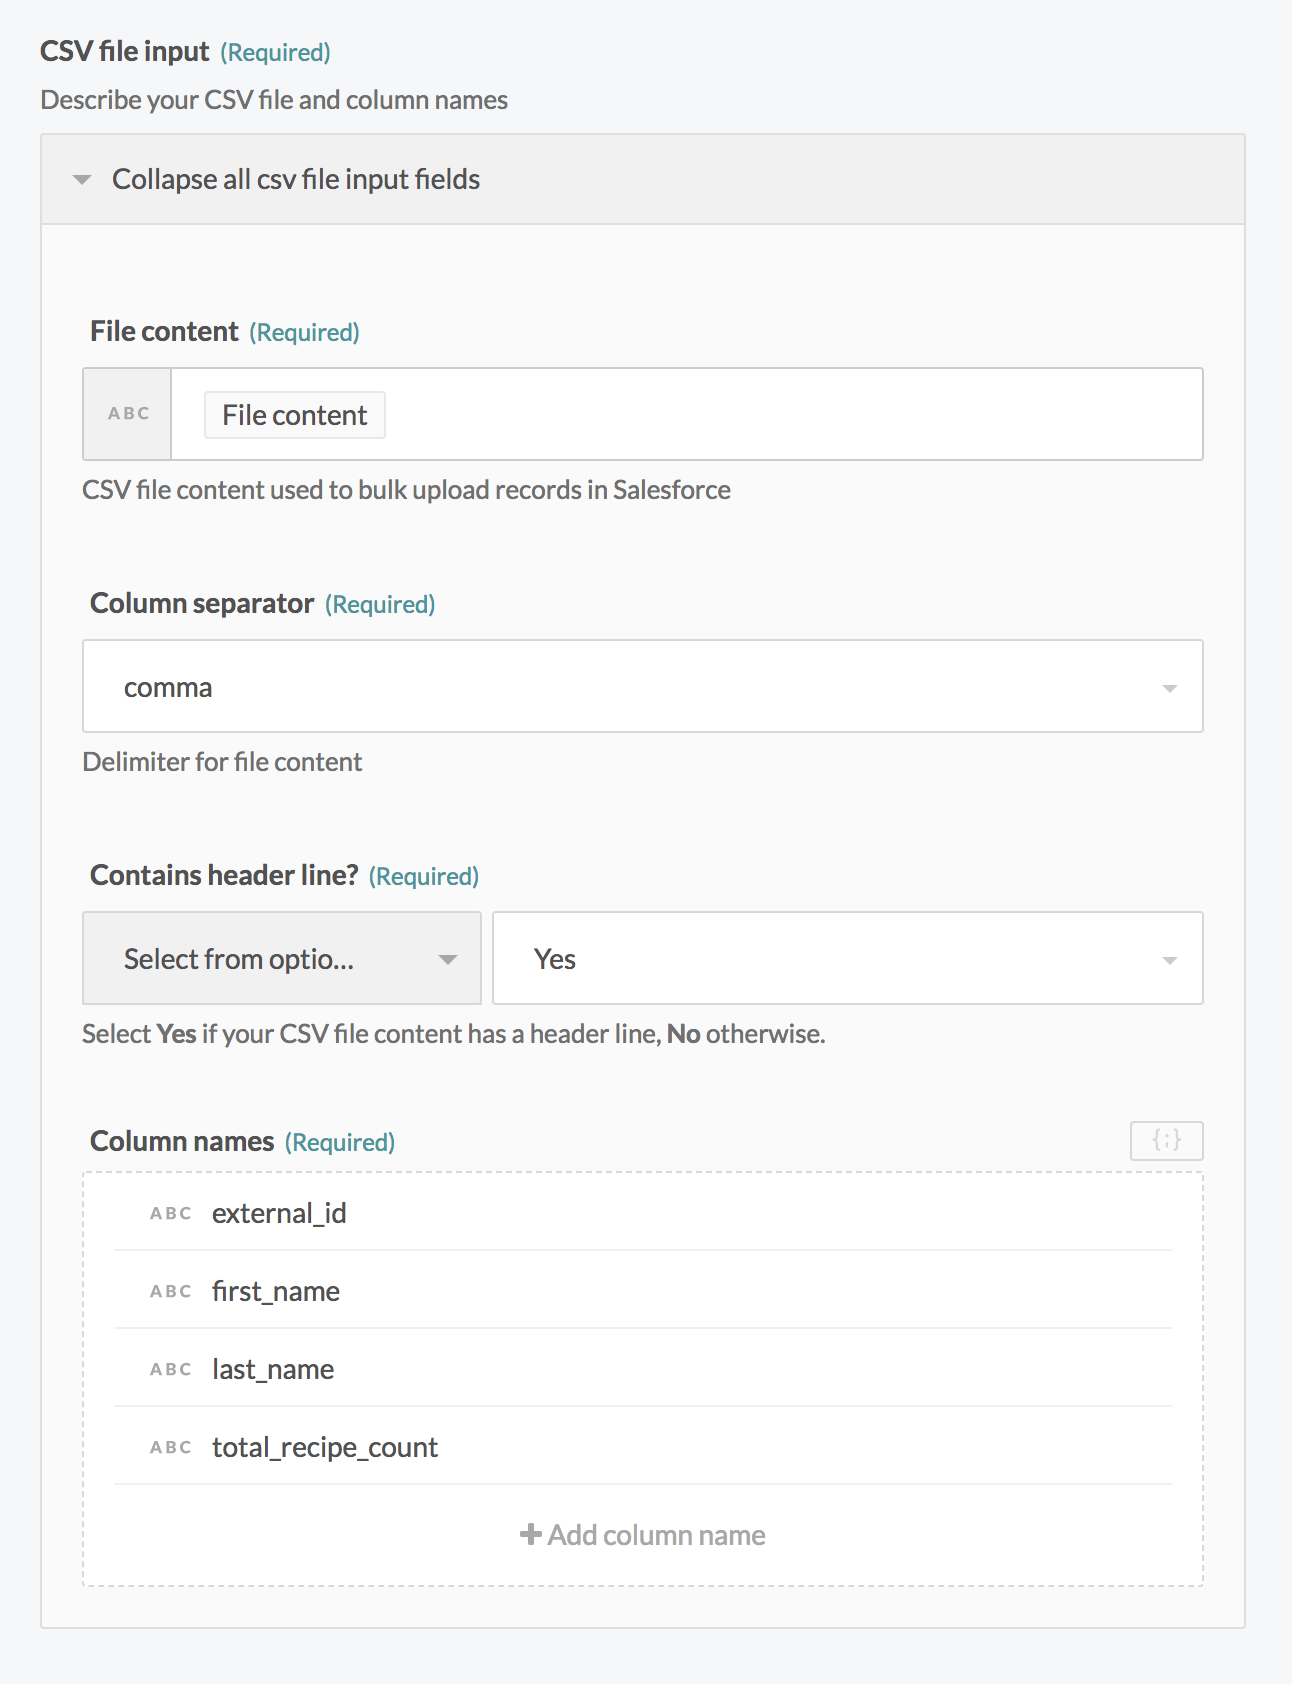 CSV file input (Required)
Describe your CSV file and column names
Collapse all csv file input fields
File content (Required)
ABC File content
CSV file content used to bulk upload records in Salesforce
Column separator (Required)
comma
Delimiter for file content
Contains header line? (Required)
Select from optio... Yes
Select Yes if your CSV file content has a header line, No otherwise.
Column names (Required) {;}
ABC external_id
ABC first_name
ABC last_name
ABC total_recipe_count
+ Add column name